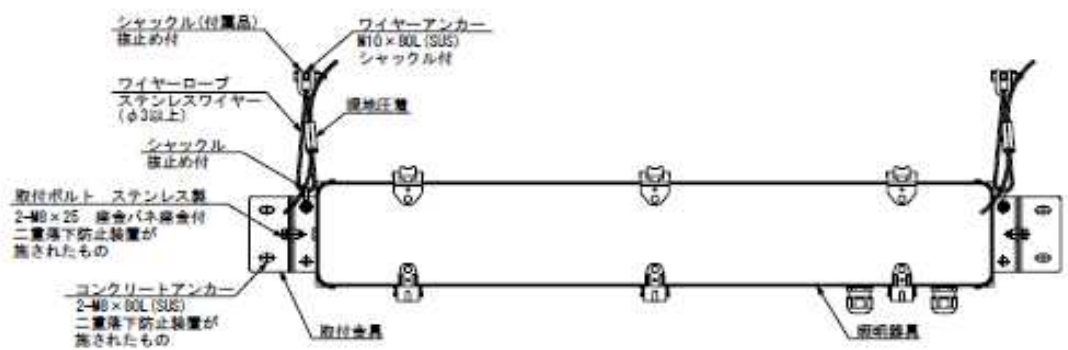 シャックル(付属品)
抜止め付
ワイヤーアンカー
M10×80L(SUS)
シャックル付
ワイヤーロープ
ステンレスワイヤー
(φ3以上)
現地圧着
シャックル
抜止め付
取付ボルト ステンレス製
2-M8×25 座金バネ座金付
二重落下防止装置が
施されたもの
コンクリートアンカー
2-M8×80L(SUS)
二重落下防止装置が
施されたもの
取付金具
照明器具